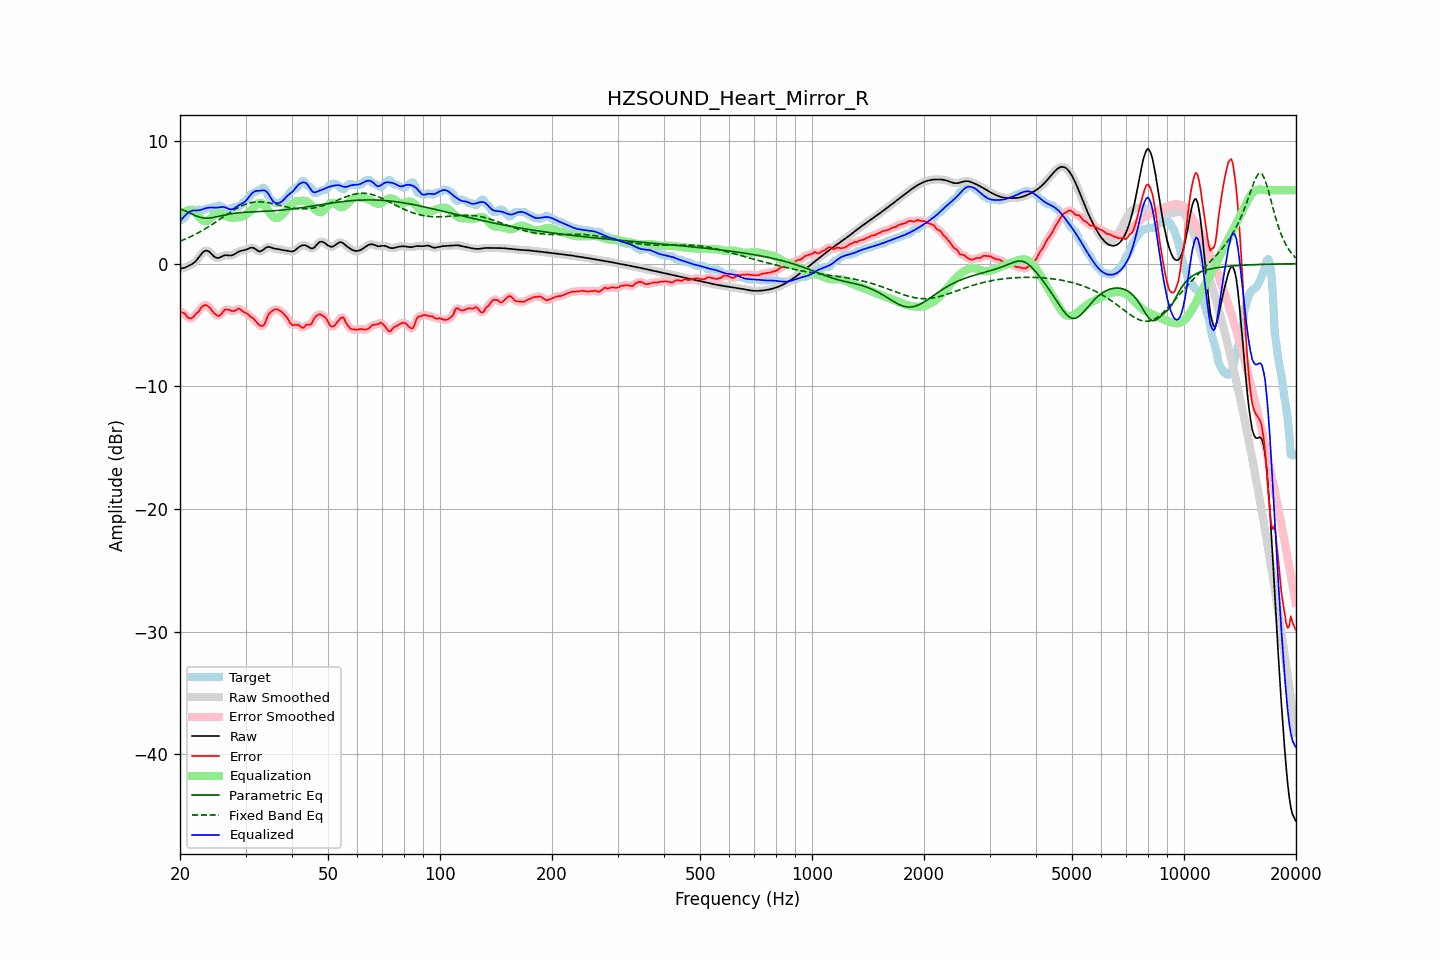 HZSOUND_Heart_Mirror_R
10
0
−10
−20
−30
−40
Amplitude (dBr)
20
50
100
200
500
1000
2000
5000
10000
20000
Frequency (Hz)
Target
Raw Smoothed
Error Smoothed
Raw
Error
Equalization
Parametric Eq
Fixed Band Eq
Equalized